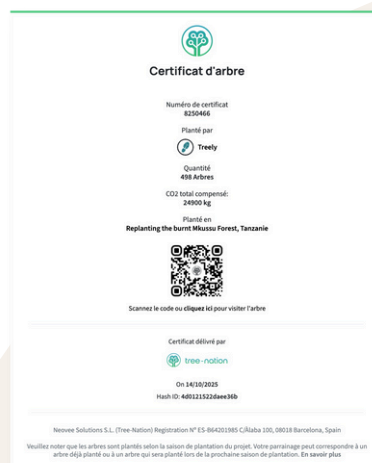 Certificat d'arbre
Numéro de certificat
8250466
Planté par
Treely
Quantité
498 Arbres
CO2 total compensé:
24900 kg
Planté en
Replanting the burnt Mkussu Forest, Tanzanie
Scannez le code ou cliquez ici pour visiter l'arbre
Certificat délivré par
tree-nation
On 14/10/2025
Hash ID: 4d0121522daee36b
Neovee Solutions S.L. (Tree-Nation) Registration Nº ES-B64201985 C/Àlaba 100, 08018 Barcelona, Spain
Veuillez noter que les arbres sont plantés selon la saison de plantation du projet. Votre parrainage peut correspondre à un
arbre déjà planté ou à un arbre qui sera planté lors de la prochaine saison de plantation. En savoir plus